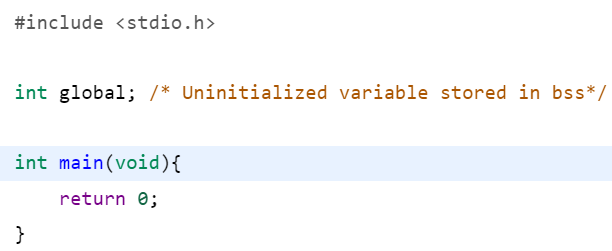 #include <stdio.h>
int global; /* Uninitialized variable stored in bss*/
int main(void){
    return 0;
}